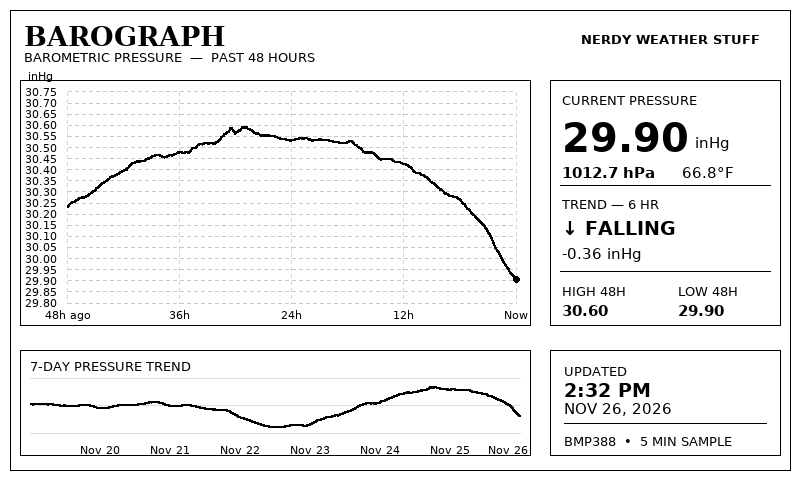 BAROGRAPH
BAROMETRIC PRESSURE — PAST 48 HOURS
NERDY WEATHER STUFF
inHg
30.75
30.70
30.65
30.60
30.55
30.50
30.45
30.40
30.35
30.30
30.25
30.20
30.15
30.10
30.05
30.00
29.95
29.90
29.85
29.80
48h ago 36h 24h 12h Now
CURRENT PRESSURE
29.90 inHg
1012.7 hPa 66.8°F
TREND — 6 HR
↓ FALLING
-0.36 inHg
HIGH 48H LOW 48H
30.60 29.90
7-DAY PRESSURE TREND
Nov 20 Nov 21 Nov 22 Nov 23 Nov 24 Nov 25 Nov 26
UPDATED
2:32 PM
NOV 26, 2026
BMP388 • 5 MIN SAMPLE